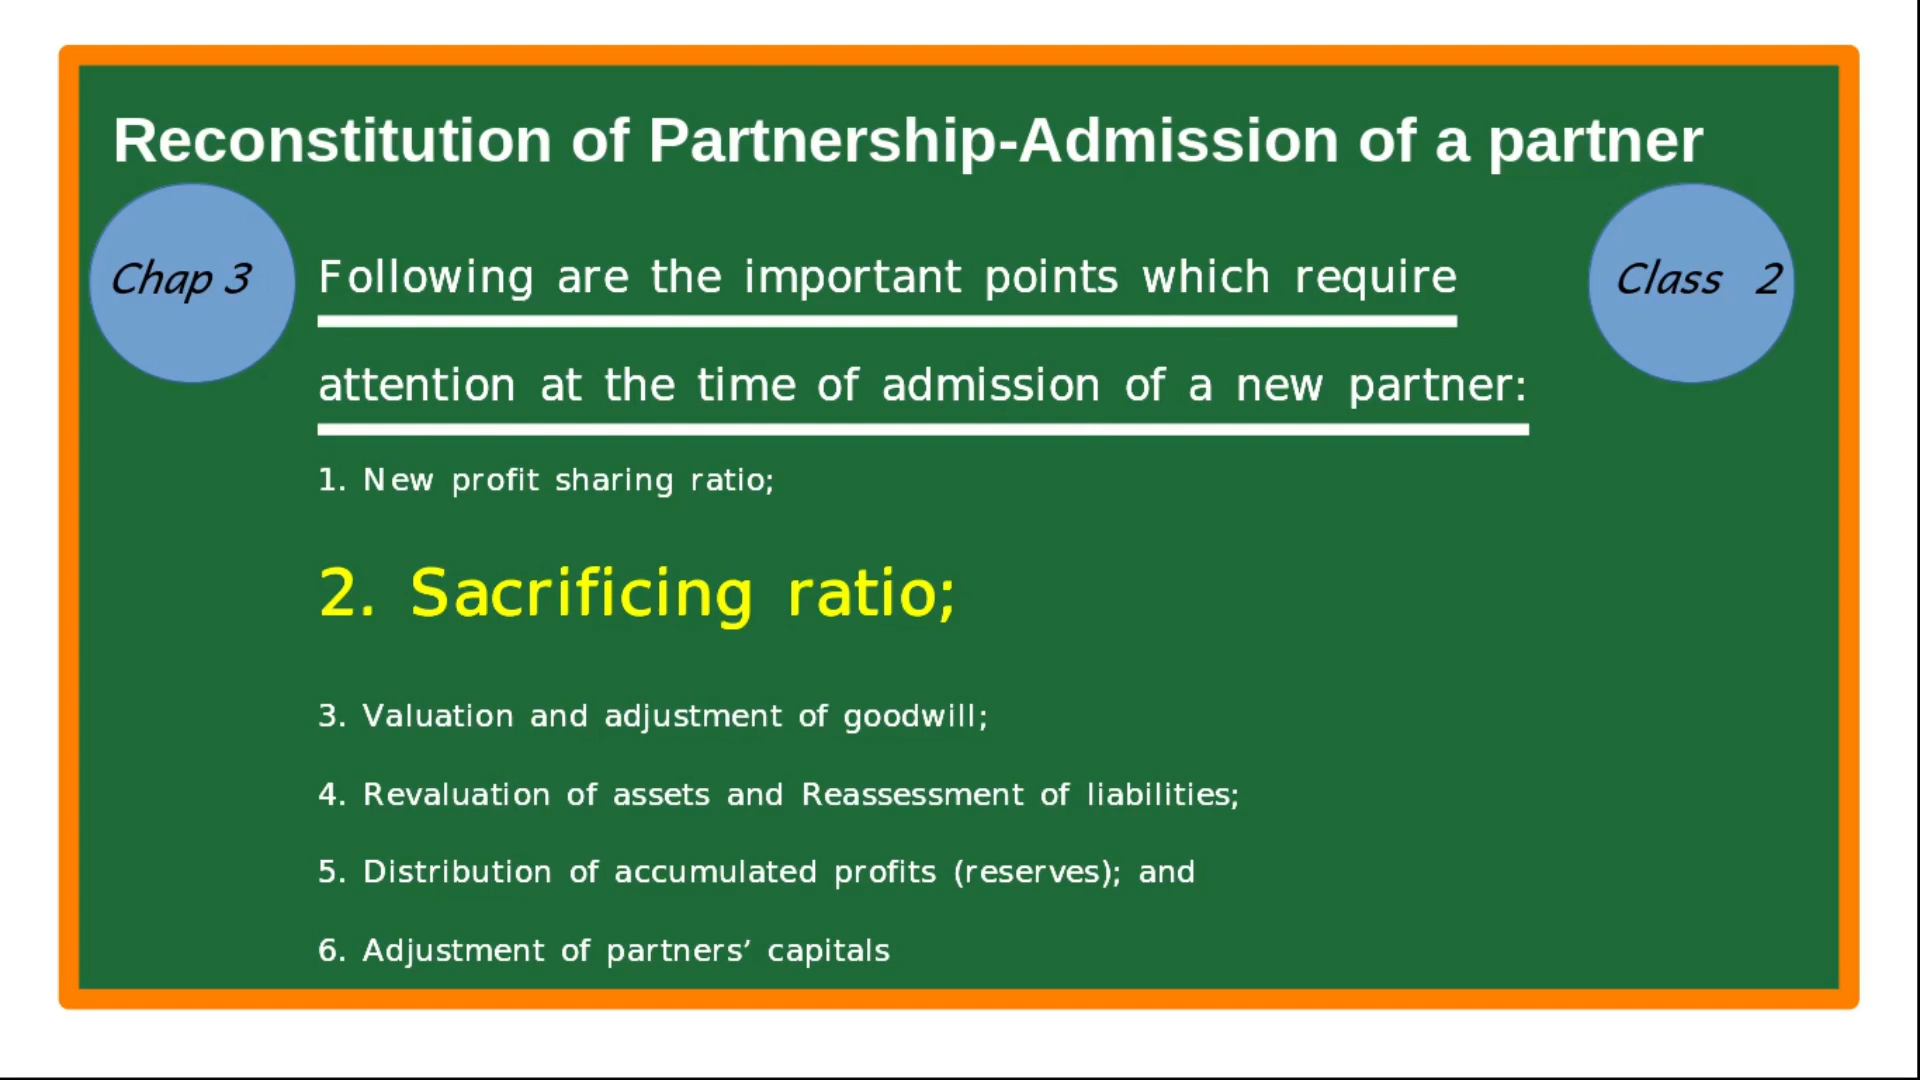 Reconstitution of Partnership-Admission of a partner
Chap 3
Class 2
Following are the important points which require
attention at the time of admission of a new partner:
1. New profit sharing ratio;
2. Sacrificing ratio;
3. Valuation and adjustment of goodwill;
4. Revaluation of assets and Reassessment of liabilities;
5. Distribution of accumulated profits (reserves); and
6. Adjustment of partners’ capitals